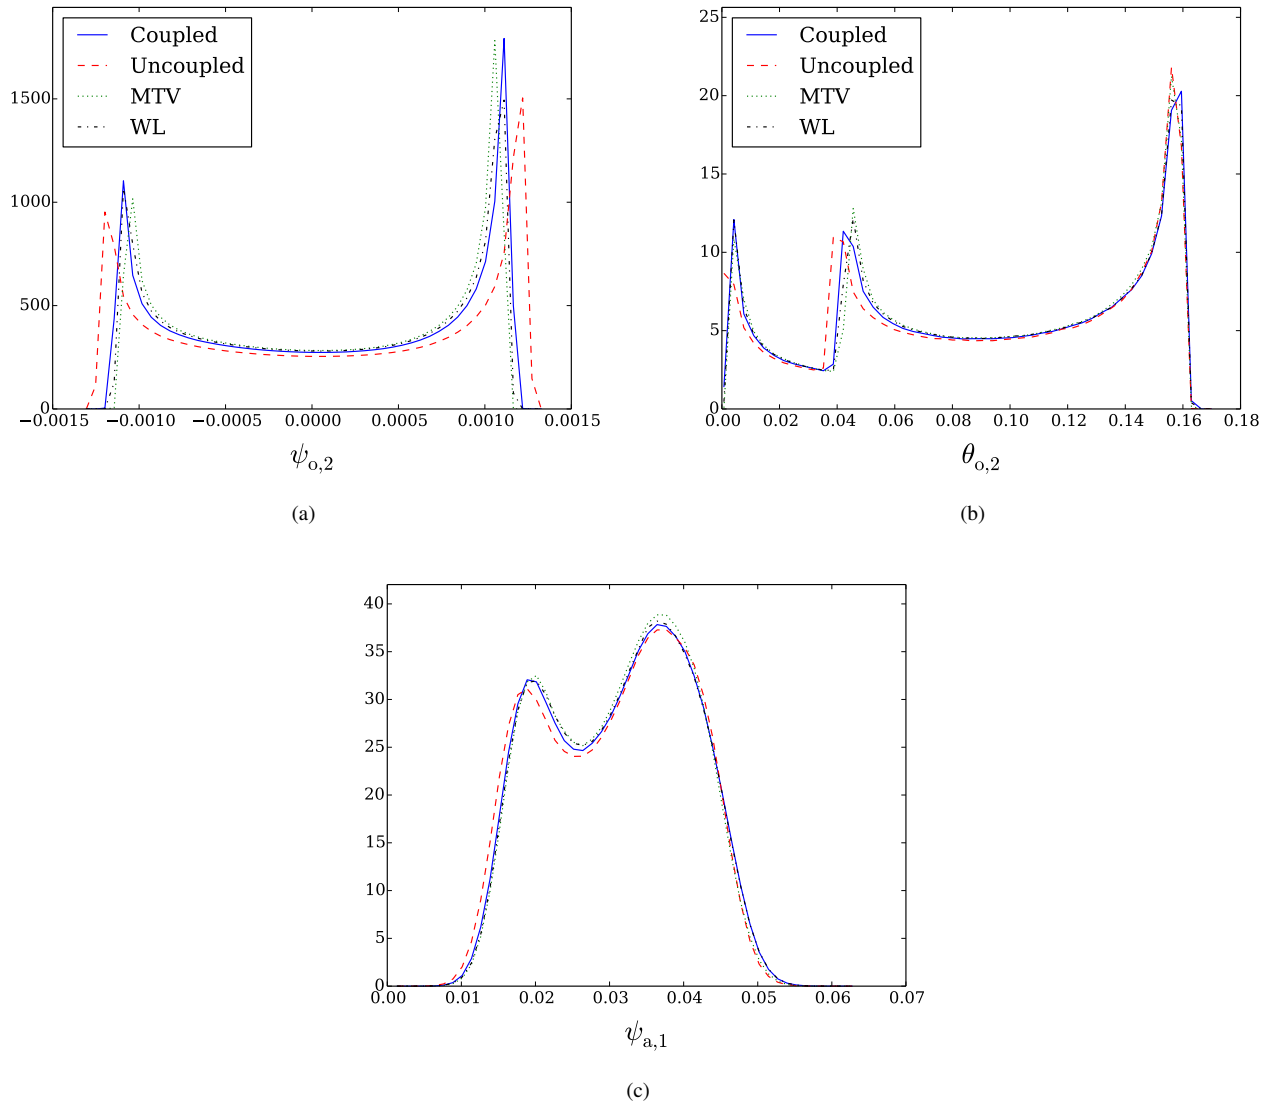 Coupled
Uncoupled
MTV
WL
1500
1000
500
0
−0.0015 −0.0010 −0.0005 0.0000 0.0005 0.0010 0.0015
ψo,2
(a)
Coupled
Uncoupled
MTV
WL
25
20
15
10
5
0
0.00 0.02 0.04 0.06 0.08 0.10 0.12 0.14 0.16 0.18
θo,2
(b)
40
35
30
25
20
15
10
5
0
0.00 0.01 0.02 0.03 0.04 0.05 0.06 0.07
ψa,1
(c)